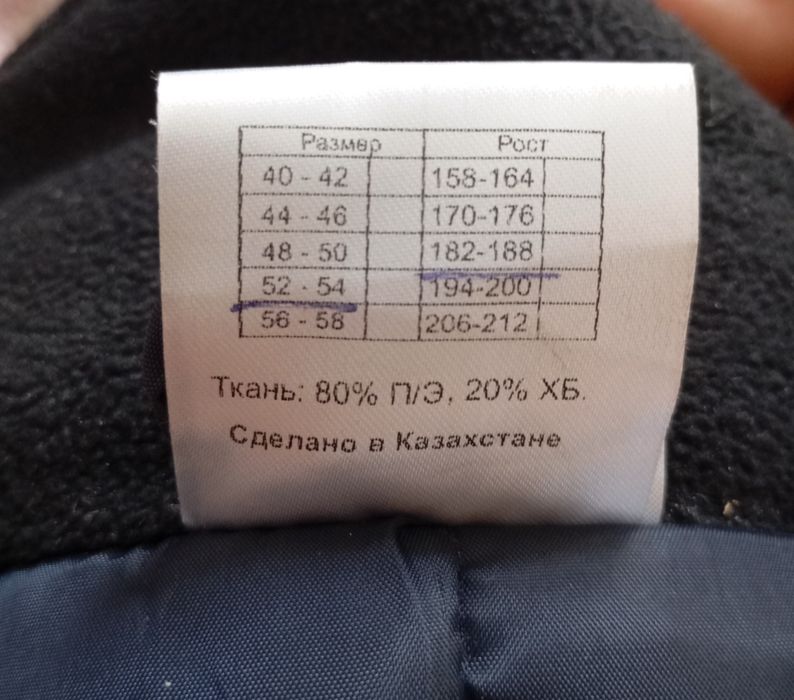 Размер Рост
40 - 42 158-164
44 - 46 170-176
48 - 50 182-188
52 - 54 194-200
56 - 58 206-212
Ткань: 80% П/Э, 20% ХБ.
Сделано в Казахстане